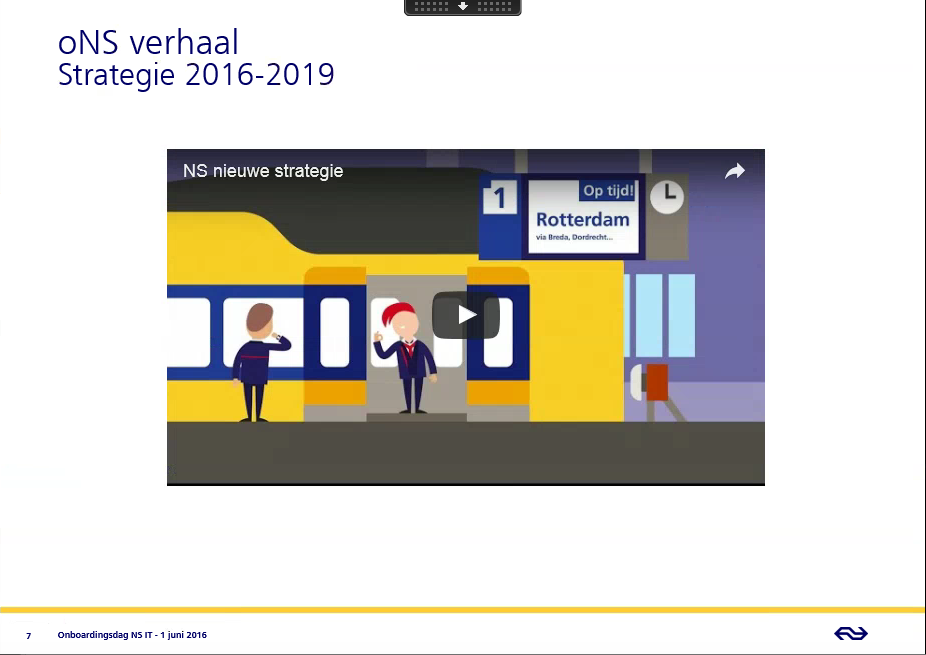 oNS verhaal
Strategie 2016-2019
NS nieuwe strategie
1
Op tijd!
Rotterdam
via Breda, Dordrecht...
7
Onboardingsdag NS IT - 1 juni 2016